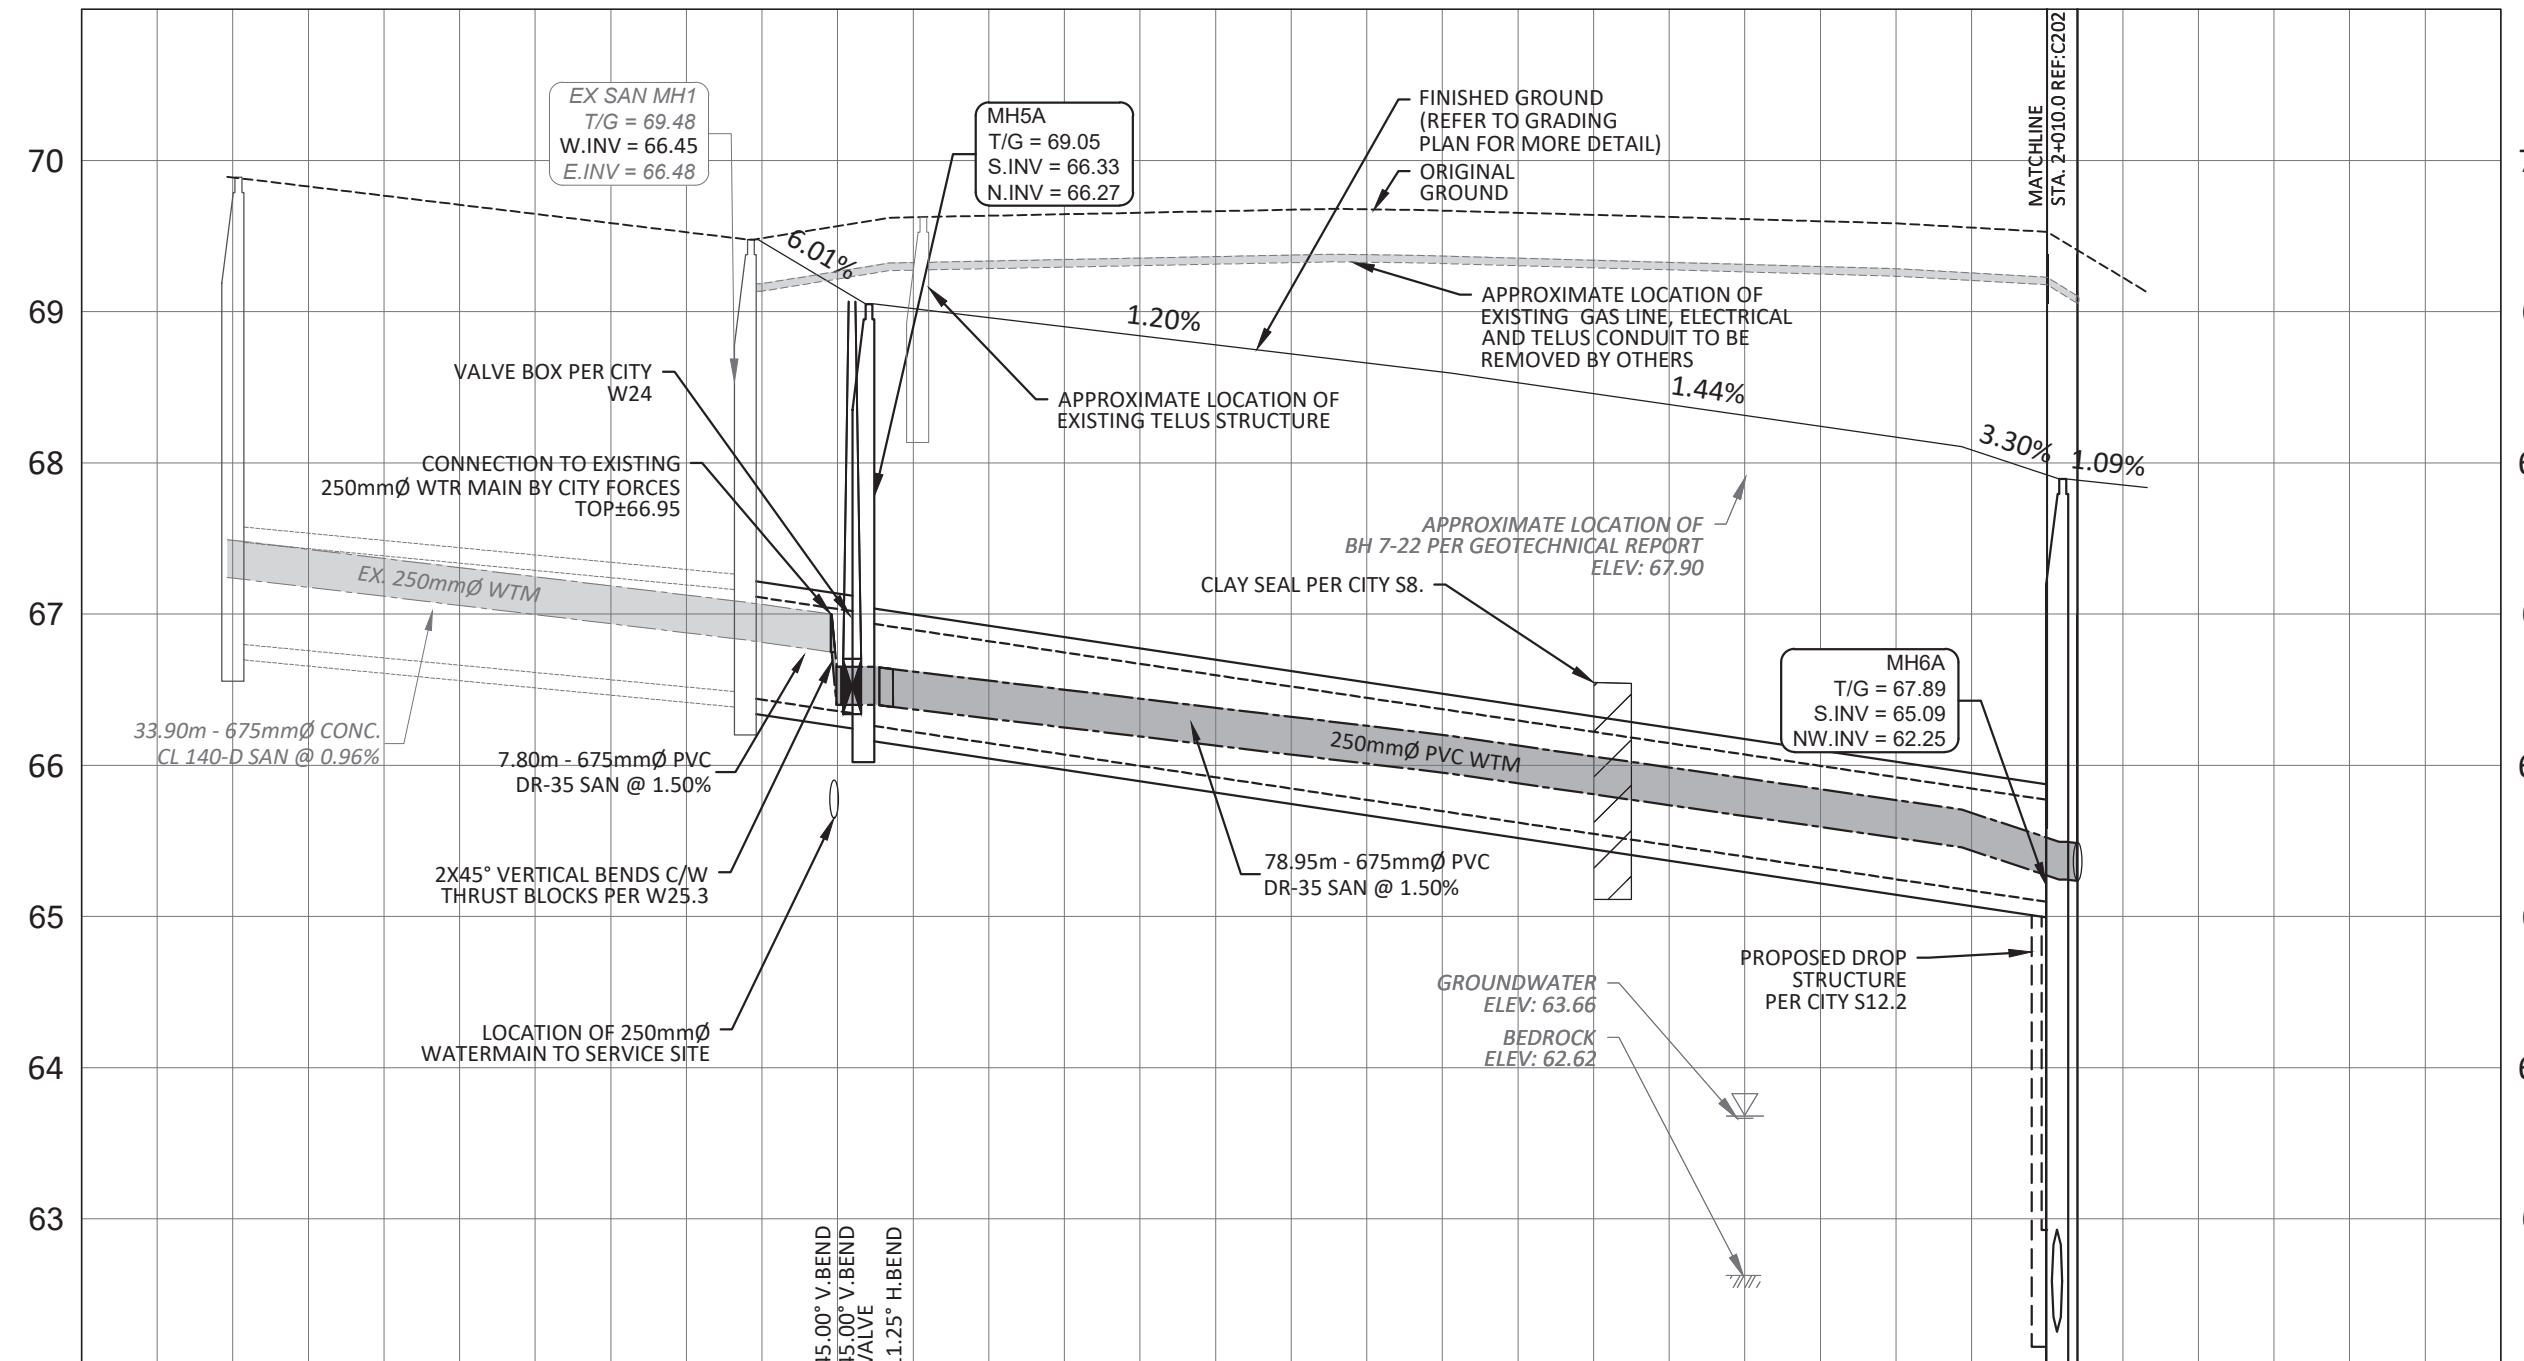 EX SAN MH1
T/G = 69.48
W.INV = 66.45
E.INV = 66.48
MH5A
T/G = 69.05
S.INV = 66.33
N.INV = 66.27
FINISHED GROUND
(REFER TO GRADING
PLAN FOR MORE DETAIL)
ORIGINAL
GROUND
MATCHLINE
STA. 2+010.0 REF:C202
70
69
68
67
66
65
64
63
6.01%
1.20%
1.44%
3.30%
1.09%
APPROXIMATE LOCATION OF
EXISTING GAS LINE, ELECTRICAL
AND TELUS CONDUIT TO BE
REMOVED BY OTHERS
VALVE BOX PER CITY
W24
APPROXIMATE LOCATION OF
EXISTING TELUS STRUCTURE
CONNECTION TO EXISTING
250mmØ WTR MAIN BY CITY FORCES
TOP±66.95
APPROXIMATE LOCATION OF
BH 7-22 PER GEOTECHNICAL REPORT
ELEV: 67.90
EX. 250mmØ WTM
CLAY SEAL PER CITY S8.
MH6A
T/G = 67.89
S.INV = 65.09
NW.INV = 62.25
33.90m - 675mmØ CONC.
CL 140-D SAN @ 0.96%
7.80m - 675mmØ PVC
DR-35 SAN @ 1.50%
250mmØ PVC WTM
2X45° VERTICAL BENDS C/W
THRUST BLOCKS PER W25.3
78.95m - 675mmØ PVC
DR-35 SAN @ 1.50%
PROPOSED DROP
STRUCTURE
PER CITY S12.2
GROUNDWATER
ELEV: 63.66
BEDROCK
ELEV: 62.62
LOCATION OF 250mmØ
WATERMAIN TO SERVICE SITE
45.00° V.BEND
45.00° V.BEND
VALVE
11.25° H.BEND